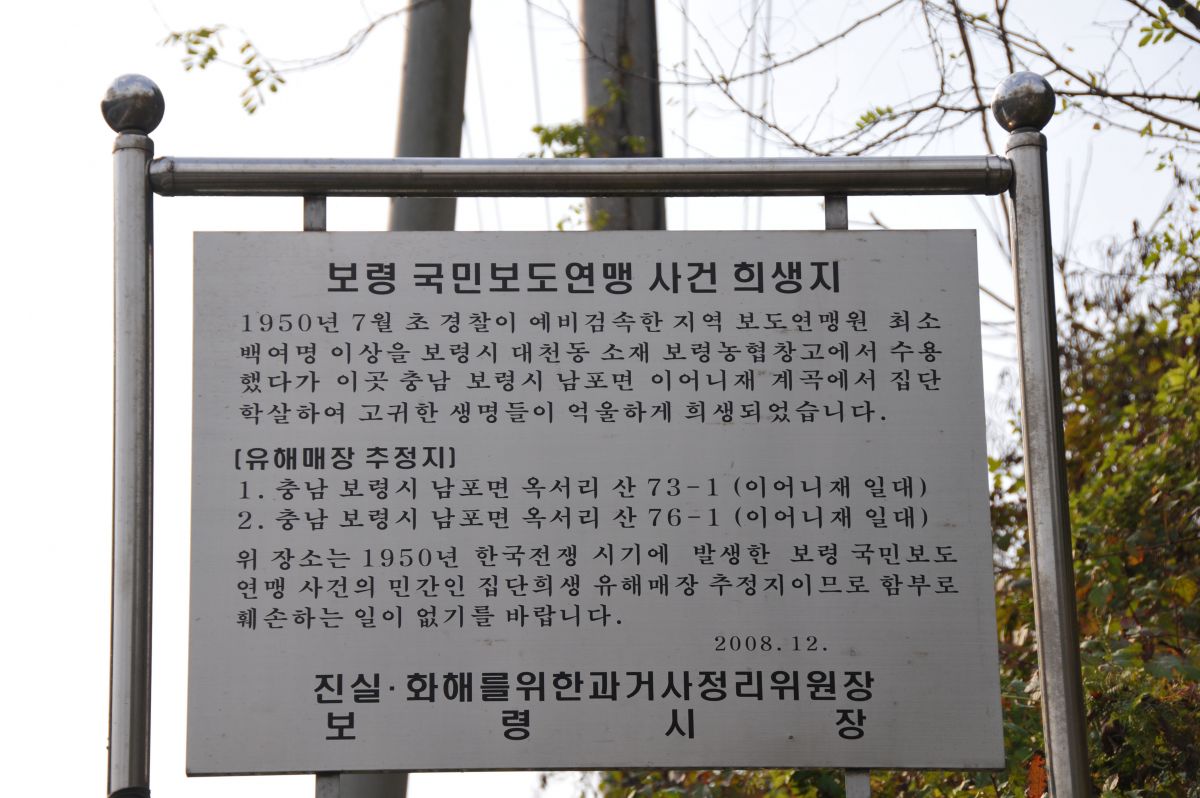 보령 국민보도연맹 사건 희생지
1950년 7월 초 경찰이 예비검속한 지역 보도연맹원 최소
백여명 이상을 보령시 대천동 소재 보령농협창고에서 수용
했다가 이곳 충남 보령시 남포면 이어니재 계곡에서 집단
학살하여 고귀한 생명들이 억울하게 희생되었습니다.
[유해매장 추정지]
1. 충남 보령시 남포면 옥서리 산 73-1 (이어니재 일대)
2. 충남 보령시 남포면 옥서리 산 76-1 (이어니재 일대)
위 장소는 1950년 한국전쟁 시기에 발생한 보령 국민보도
연맹 사건의 민간인 집단희생 유해매장 추정지이므로 함부로
훼손하는 일이 없기를 바랍니다.
2008.12.
진실·화해를위한과거사정리위원장
보 령 시 장